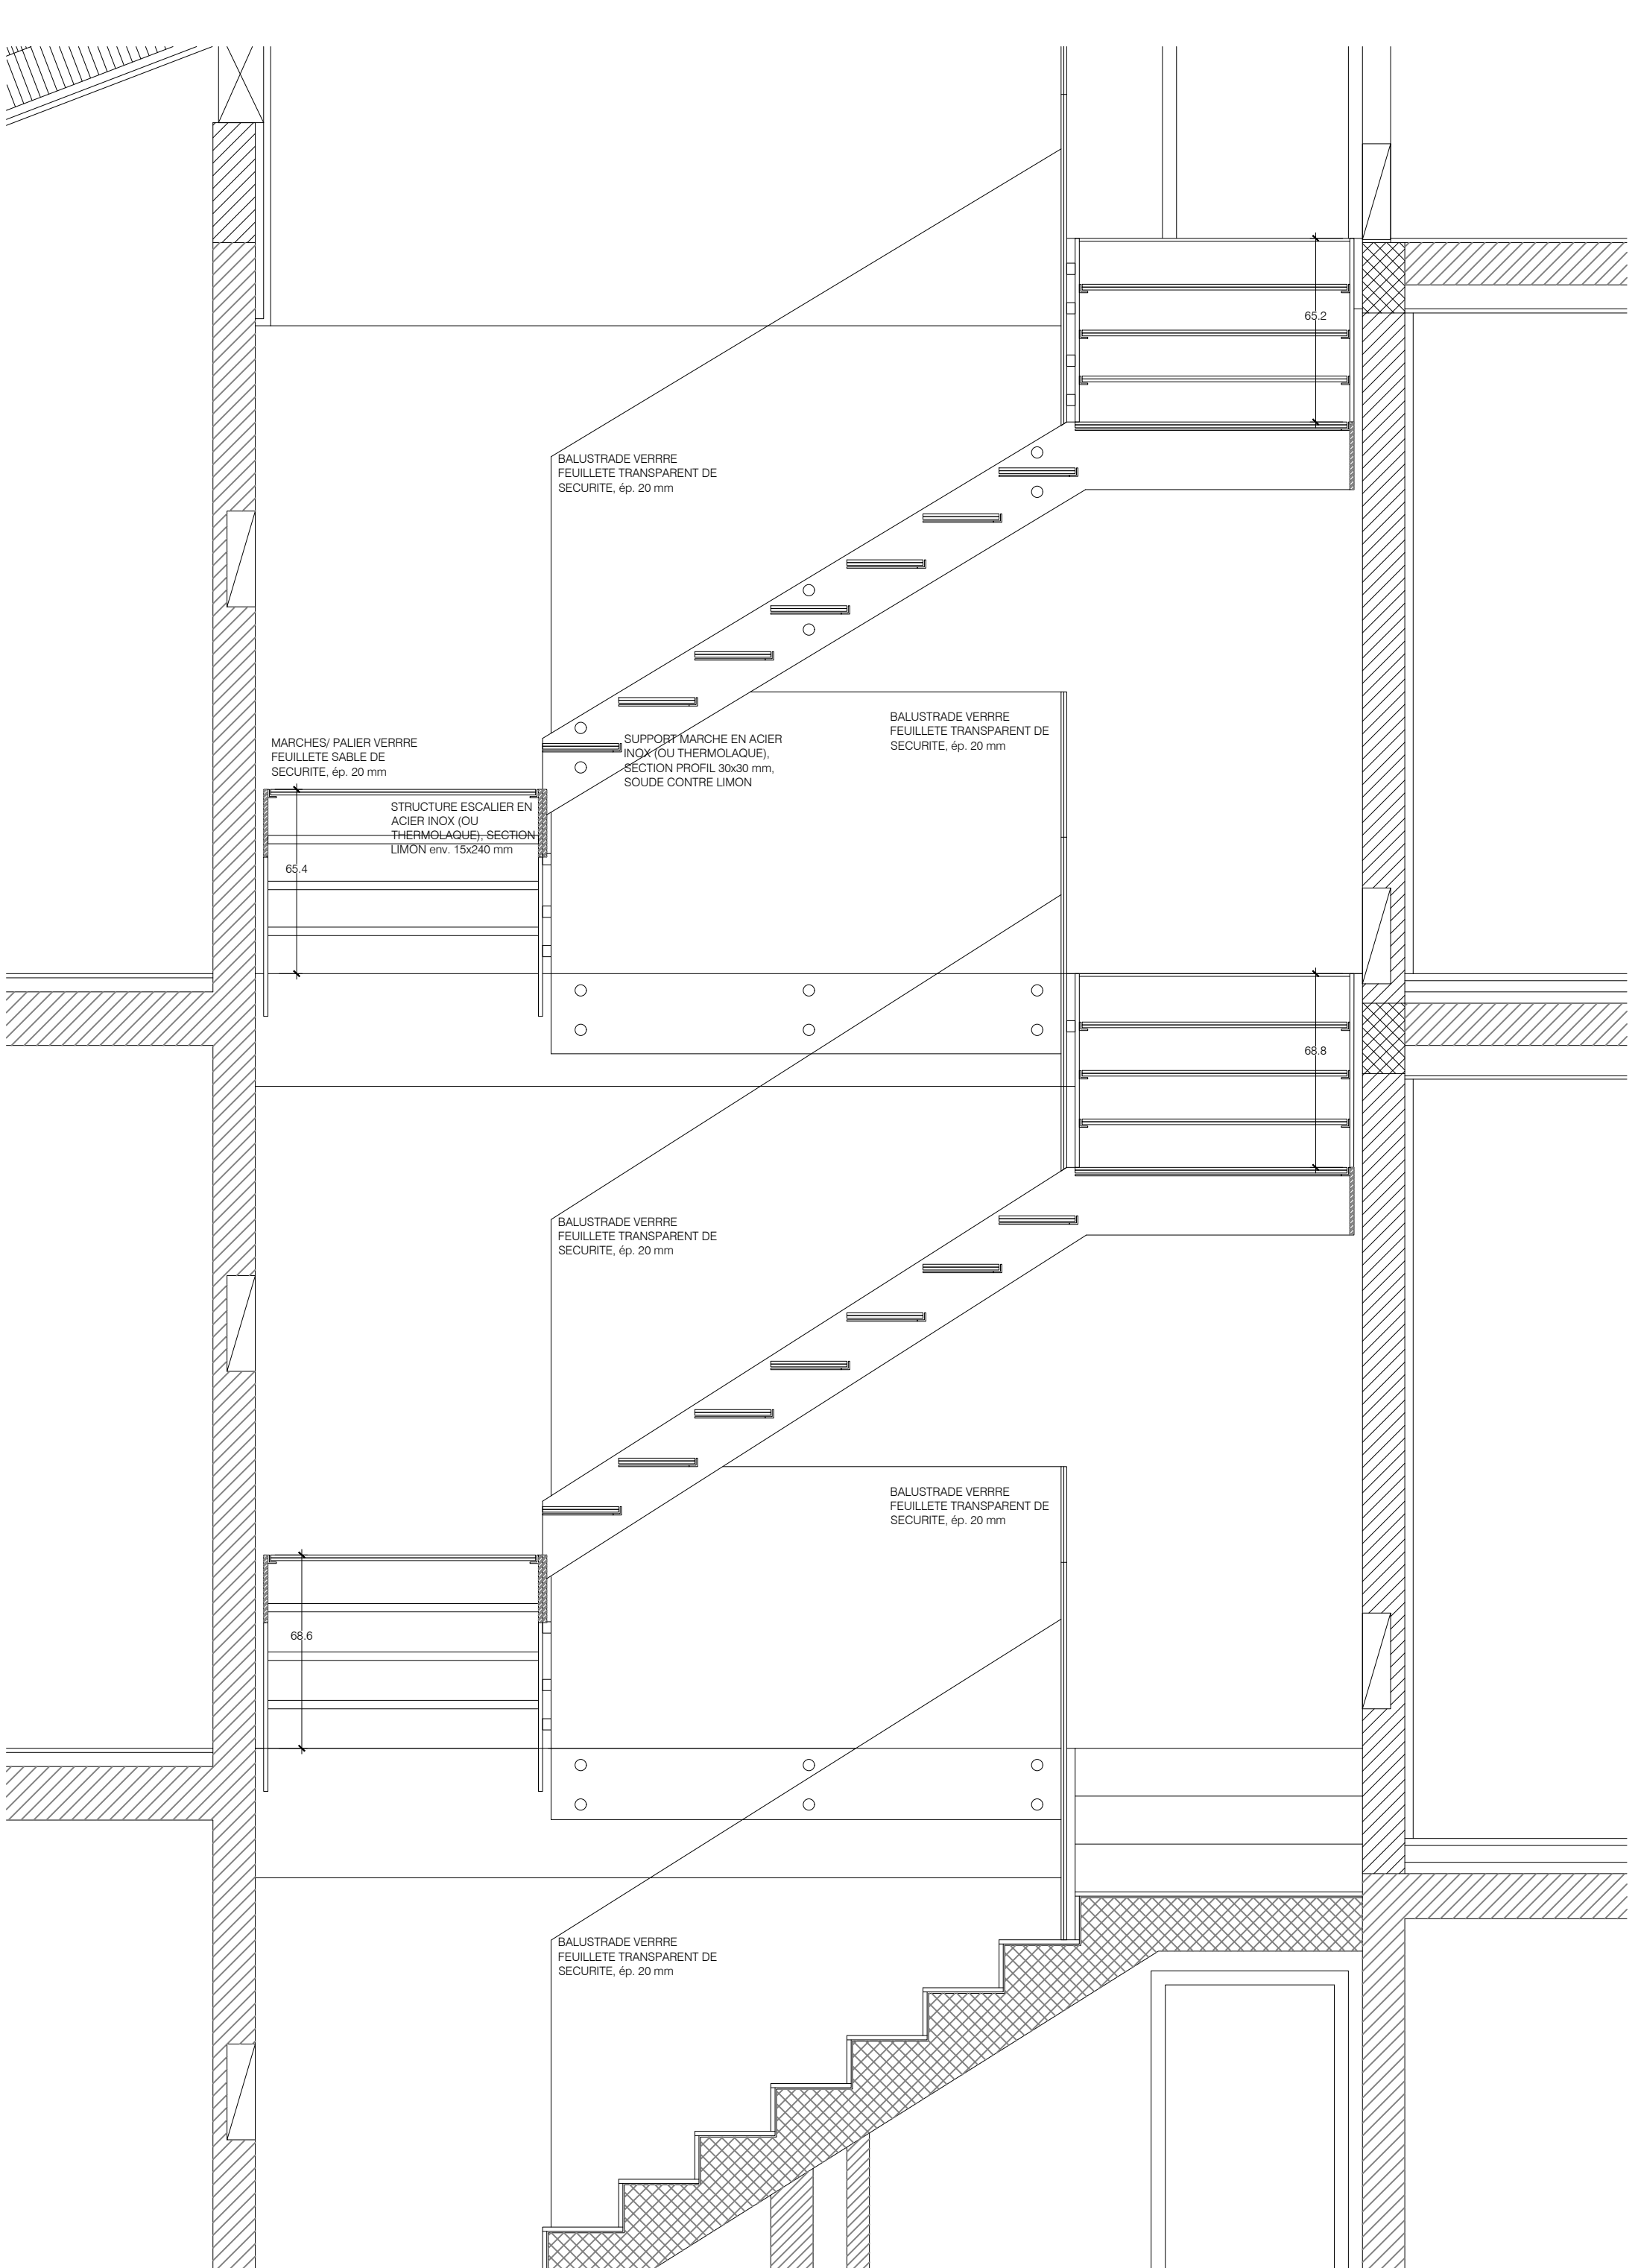 65.2
BALUSTRADE VERRRE
FEUILLETE TRANSPARENT DE
SECURITE, ép. 20 mm
BALUSTRADE VERRRE
FEUILLETE TRANSPARENT DE
SECURITE, ép. 20 mm
SUPPORT MARCHE EN ACIER
INOX (OU THERMOLAQUE),
SECTION PROFIL 30x30 mm,
SOUDE CONTRE LIMON
MARCHES/ PALIER VERRRE
FEUILLETE SABLE DE
SECURITE, ép. 20 mm
STRUCTURE ESCALIER EN
ACIER INOX (OU
THERMOLAQUE), SECTION
LIMON env. 15x240 mm
65.4
68.8
BALUSTRADE VERRRE
FEUILLETE TRANSPARENT DE
SECURITE, ép. 20 mm
BALUSTRADE VERRRE
FEUILLETE TRANSPARENT DE
SECURITE, ép. 20 mm
68.6
BALUSTRADE VERRRE
FEUILLETE TRANSPARENT DE
SECURITE, ép. 20 mm